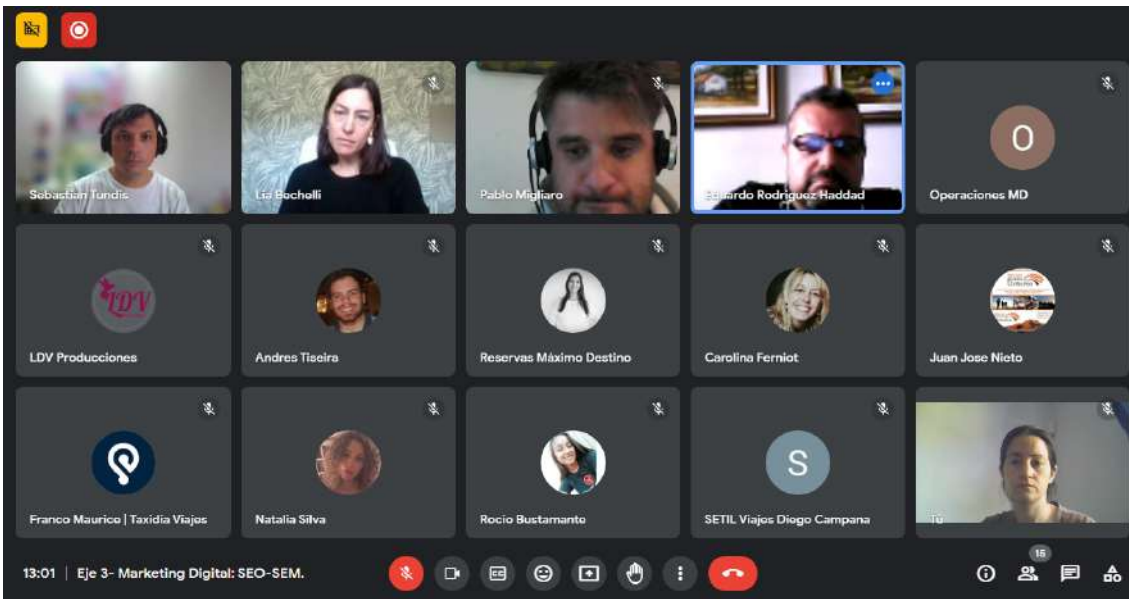 Sebastian Tundis
Lia Bochelli
Pablo Migliaro
Eduardo Rodriguez Haddad
O
Operaciones MD
LDV
LDV Producciones
Andres Tiseira
Reservas Máximo Destino
Carolina Ferniot
Juan Jose Nieto
Franco Maurice | Taxidia Viajes
Natalia Silva
Rocio Bustamante
S
SETIL Viajes Diego Campana
Tú
13:01 | Eje 3- Marketing Digital: SEO-SEM.
15